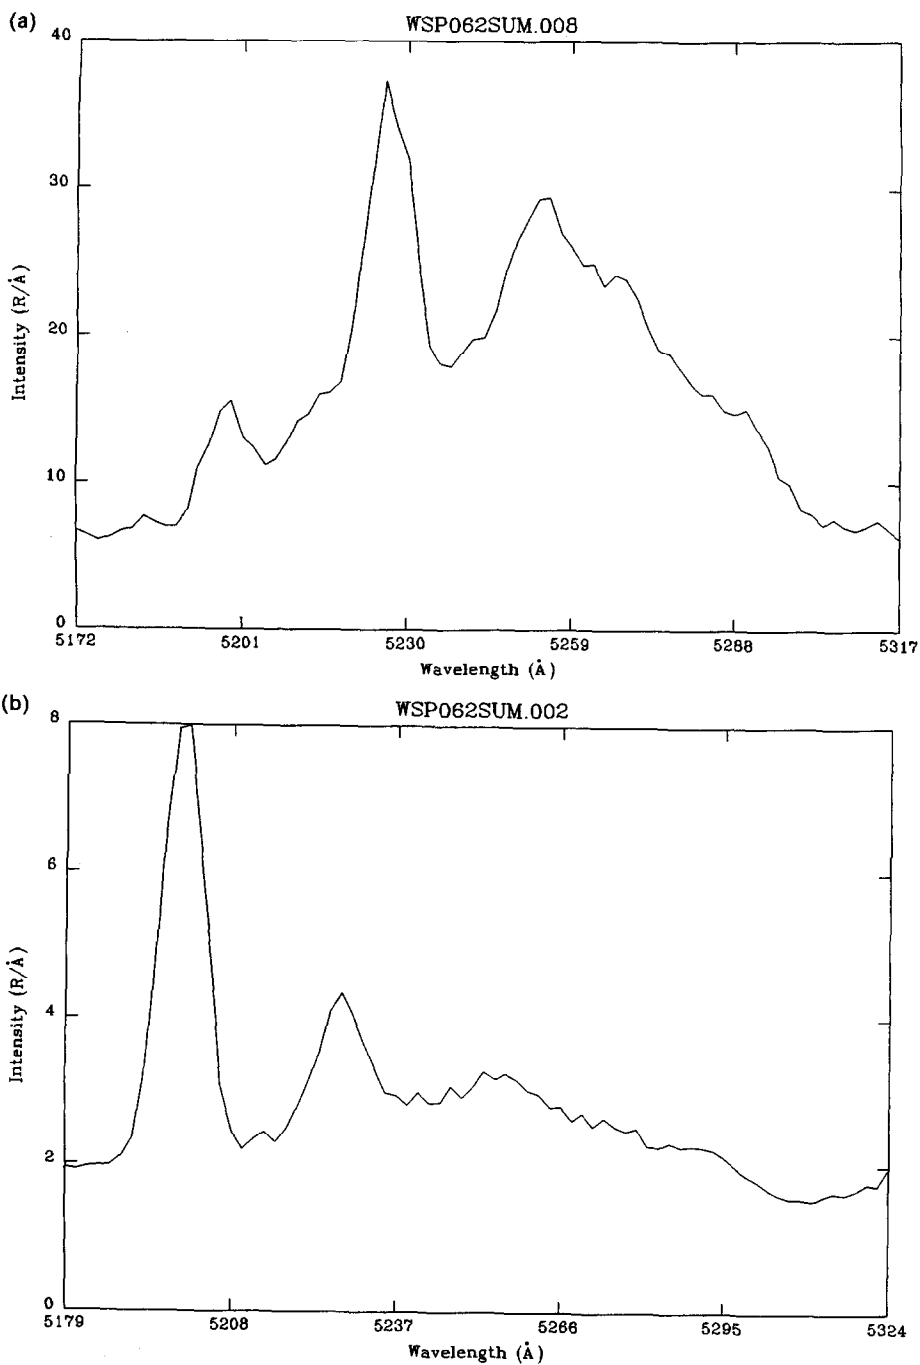 (a)
WSP062SUM.008
40
30
20
10
0
Intensity (R/Å)
5172 5201 5230 5259 5288 5317
Wavelength (Å)
(b)
WSP062SUM.002
8
6
4
2
0
Intensity (R/Å)
5179 5208 5237 5266 5295 5324
Wavelength (Å)